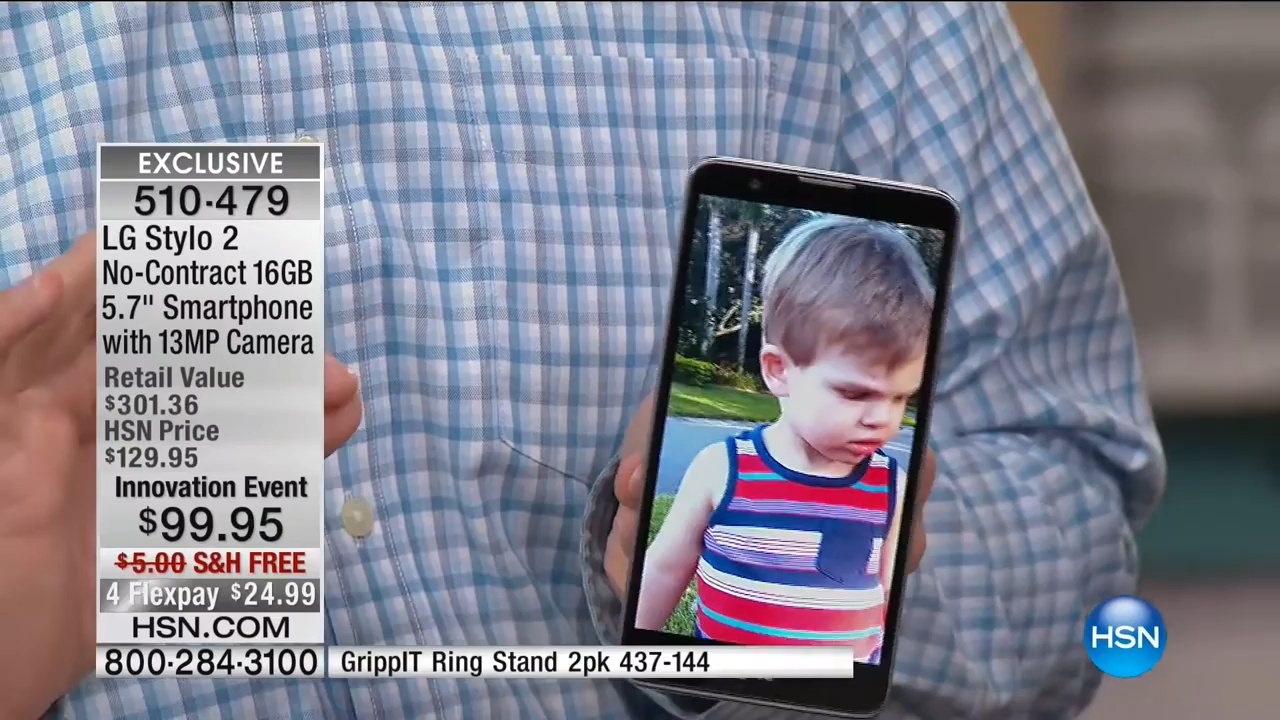 EXCLUSIVE
510·479
LG Stylo 2
No-Contract 16GB
5.7" Smartphone
with 13MP Camera
Retail Value
$301.36
HSN Price
$129.95
Innovation Event
$99.95
$5.00 S&H FREE
4 Flexpay $24.99
HSN.COM
800·284·3100
GrippIT Ring Stand 2pk 437-144
HSN